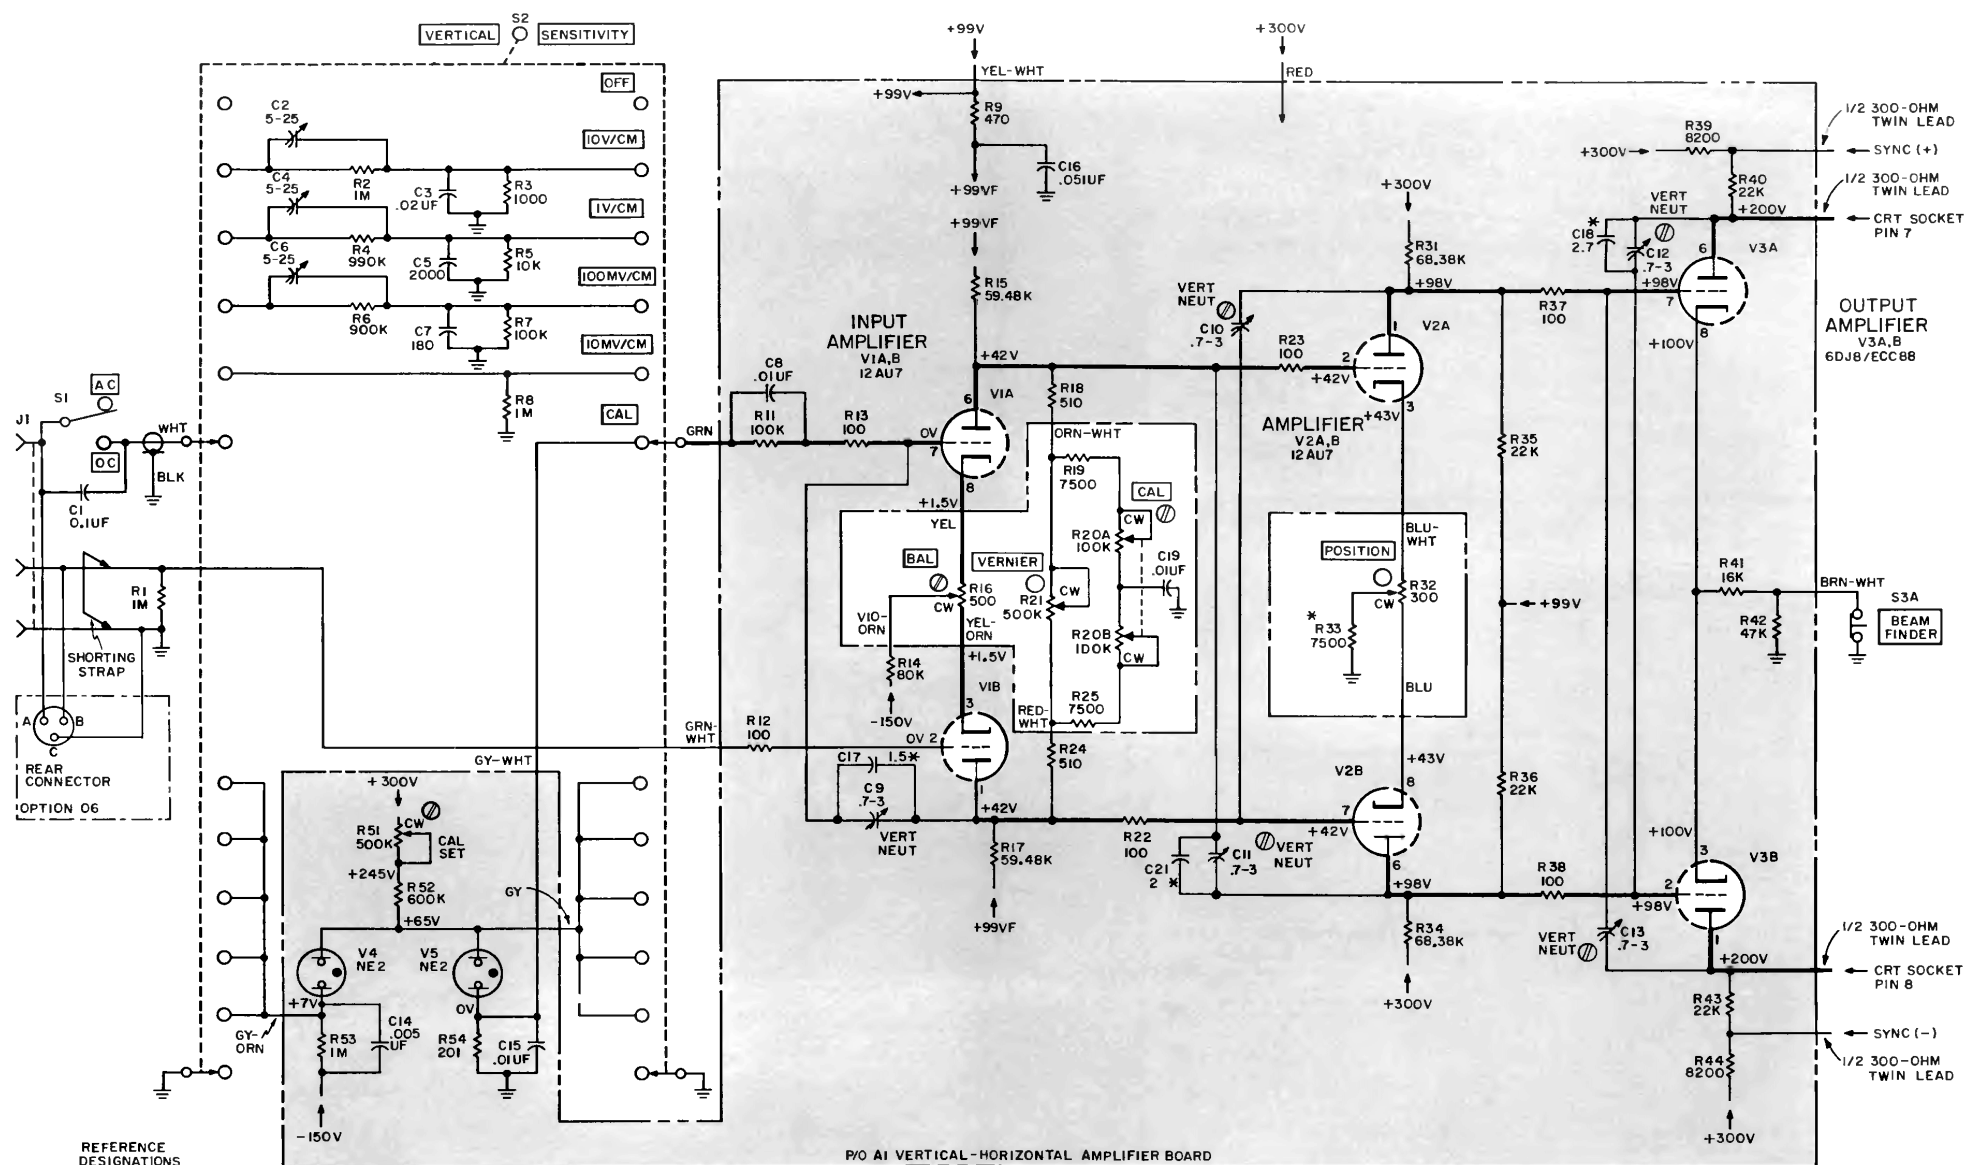 S2
VERTICAL
SENSITIVITY
OFF
C2
5-25
10V/CM
R2
1M
C3
.02UF
R3
1000
C4
5-25
1V/CM
R4
990K
C5
2000
R5
10K
C6
5-25
100MV/CM
R6
900K
C7
180
R7
100K
10MV/CM
R8
1M
CAL
J1
S1
AC
DC
WHT
BLK
C1
0.1UF
R1
1M
SHORTING
STRAP
A
B
C
REAR
CONNECTOR
OPTION 06
+99V
YEL-WHT
+99V
R9
470
C16
.051UF
+99VF
+99VF
R15
59.48K
+300V
RED
INPUT
AMPLIFIER
V1A,B
12AU7
+42V
C8
.01UF
R11
100K
R13
100
GRN
0V
7
6
V1A
8
+1.5V
YEL
BAL
R16
500
CW
VIO-
ORN
YEL-
ORN
+1.5V
R14
80K
-150V
V1B
3
0V 2
1
GRN-
WHT
R12
100
C17
1.5*
C9
.7-3
VERT
NEUT
+42V
R17
59.48K
+99VF
R18
510
ORN-WHT
R19
7500
CAL
CW
R20A
100K
C19
.01UF
VERNIER
CW
R21
500K
R20B
100K
CW
R25
7500
RED-
WHT
R24
510
R22
100
VERT
NEUT
C10
.7-3
R23
100
2
+42V
+300V
R31
68.38K
+98V
1
V2A
3
+43V
AMPLIFIER
V2A,B
12AU7
BLU-
WHT
POSITION
R32
300
CW
*
R33
7500
BLU
+43V
V2B
8
7
+42V
6
C21
2 *
C11
.7-3
VERT
NEUT
+98V
R34
68.38K
+300V
R35
22K
+99V
R36
22K
R37
100
R38
100
+300V
R39
8200
R40
22K
1/2 300-OHM
TWIN LEAD
SYNC (+)
1/2 300-OHM
TWIN LEAD
CRT SOCKET
PIN 7
VERT
NEUT
*
C18
2.7
C12
.7-3
+200V
6
V3A
+98V
7
8
+100V
OUTPUT
AMPLIFIER
V3A,B
6DJ8/ECC88
R41
16K
BRN-WHT
R42
47K
S3A
BEAM
FINDER
+100V
3
V3B
2
+98V
1
VERT
NEUT
C13
.7-3
+200V
1/2 300-OHM
TWIN LEAD
CRT SOCKET
PIN 8
R43
22K
SYNC (-)
1/2 300-OHM
TWIN LEAD
R44
8200
+300V
GY-WHT
+300V
CW
R51
500K
CAL
SET
+245V
R52
600K
+65V
GY
V4
NE2
V5
NE2
+7V
0V
GY-
ORN
R53
1M
C14
.005
UF
R54
201
C15
.01UF
-150V
REFERENCE
DESIGNATIONS
P/O A1 VERTICAL-HORIZONTAL AMPLIFIER BOARD